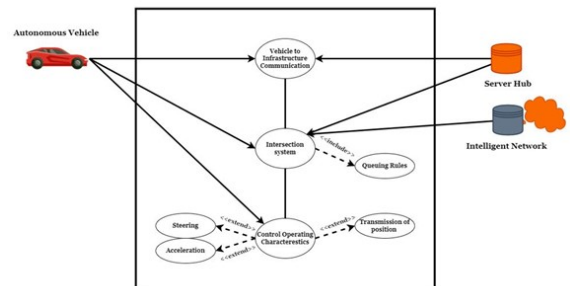 Autonomous Vehicle
Vehicle to
Infrastructure
Communication
Server Hub
Intelligent Network
Intersection
system
<<include>>
Queuing Rules
Steering
<<extend>>
Control Operating
Characterestics
<<extend>>
Transmission of
position
Acceleration
<<extend>>